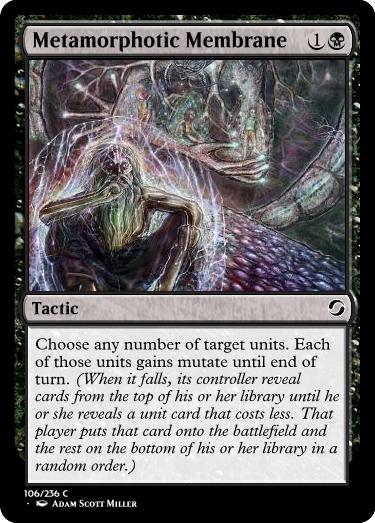 Metamorphotic Membrane 1
Tactic
Choose any number of target units. Each
of those units gains mutate until end of
turn. (When it falls, its controller reveal
cards from the top of his or her library until he
or she reveals a unit card that costs less. That
player puts that card onto the battlefield and
the rest on the bottom of his or her library in a
random order.)
106/236 C
· Adam Scott Miller